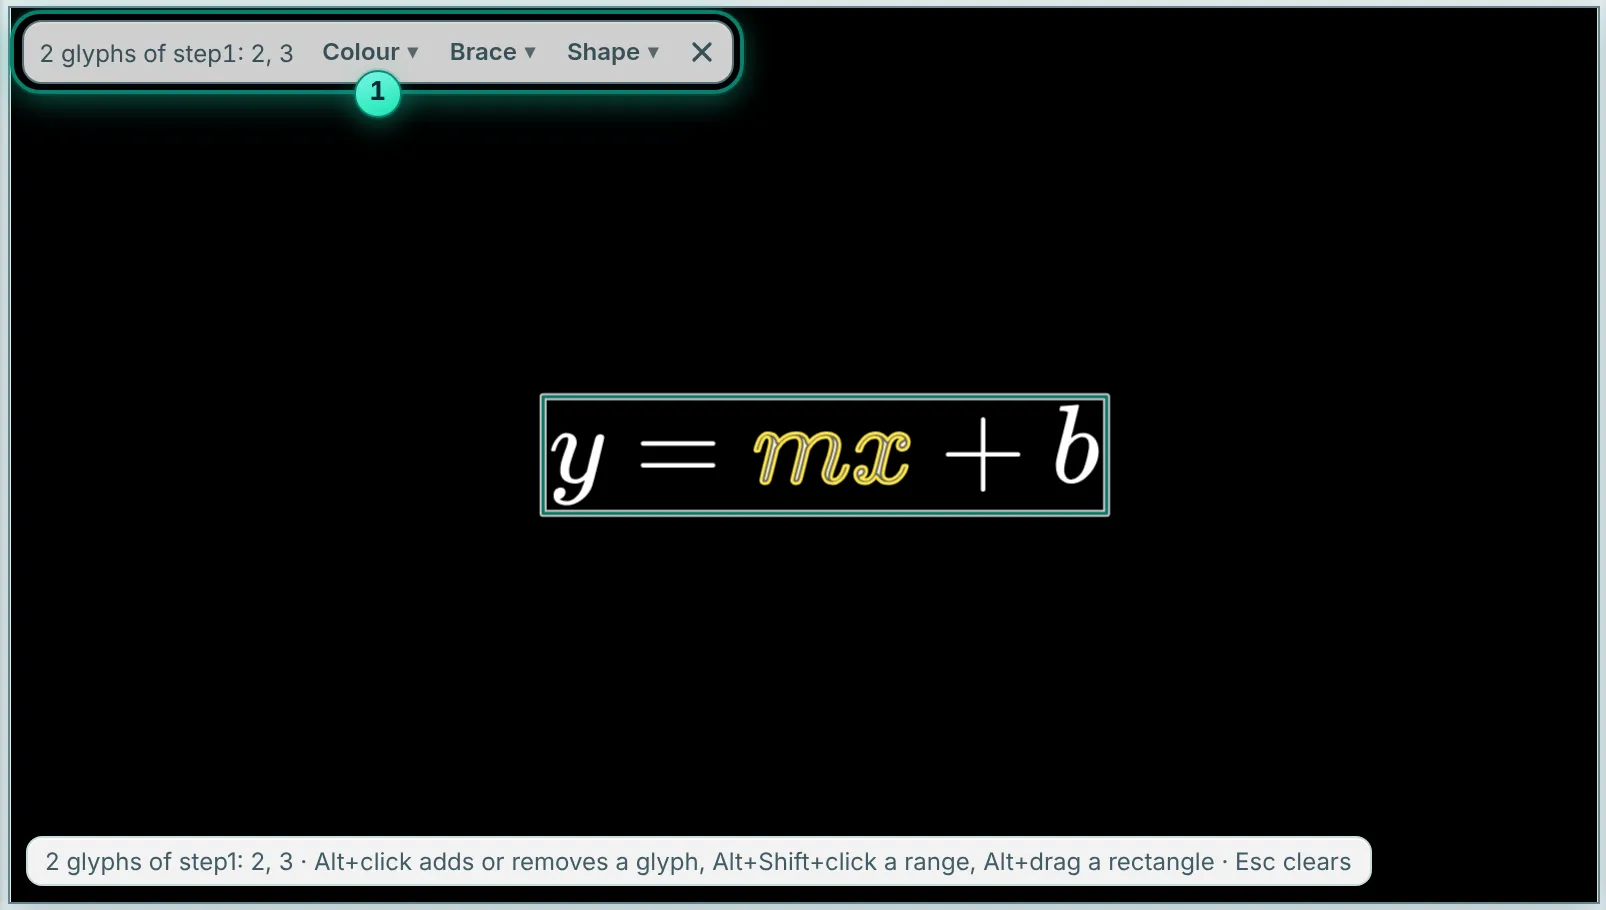 2 glyphs of step1: 2, 3 Colour ▾ Brace ▾ Shape ▾ ✕
1
y = mx + b
2 glyphs of step1: 2, 3 · Alt+click adds or removes a glyph, Alt+Shift+click a range, Alt+drag a rectangle · Esc clears